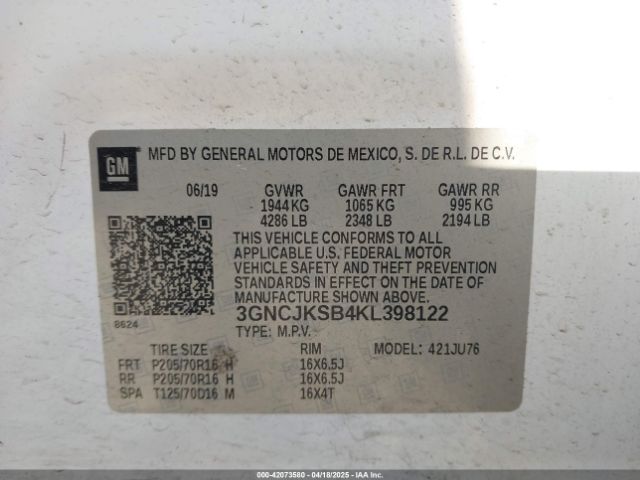 GM MFD BY GENERAL MOTORS DE MEXICO, S. DE R.L. DE C.V.
06/19 GVWR GAWR FRT GAWR RR
1944 KG 1065 KG 995 KG
4286 LB 2348 LB 2194 LB
THIS VEHICLE CONFORMS TO ALL
APPLICABLE U.S. FEDERAL MOTOR
VEHICLE SAFETY AND THEFT PREVENTION
STANDARDS IN EFFECT ON THE DATE OF
MANUFACTURE SHOWN ABOVE.
3GNCJKSB4KL398122
8624
TYPE: M.P.V.
TIRE SIZE RIM MODEL: 421JU76
FRT P205/70R16 H 16X6.5J
RR P205/70R16 H 16X6.5J
SPA T125/70D16 M 16X4T
000-42073580 - 04/18/2025 - IAAI.COM